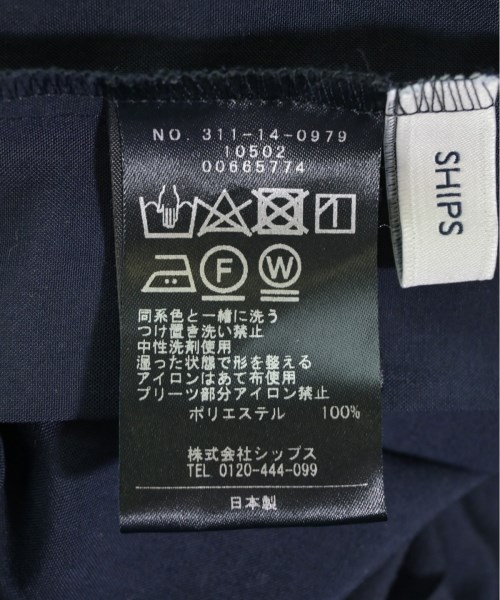 NO. 311-14-0979
10502
00665774
F
W
同系色と一緒に洗う
つけ置き洗い禁止
中性洗剤使用
湿った状態で形を整える
アイロンはあて布使用
プリーツ部分アイロン禁止
ポリエステル 100%
株式会社シップス
TEL 0120-444-099
日本製
SHIPS